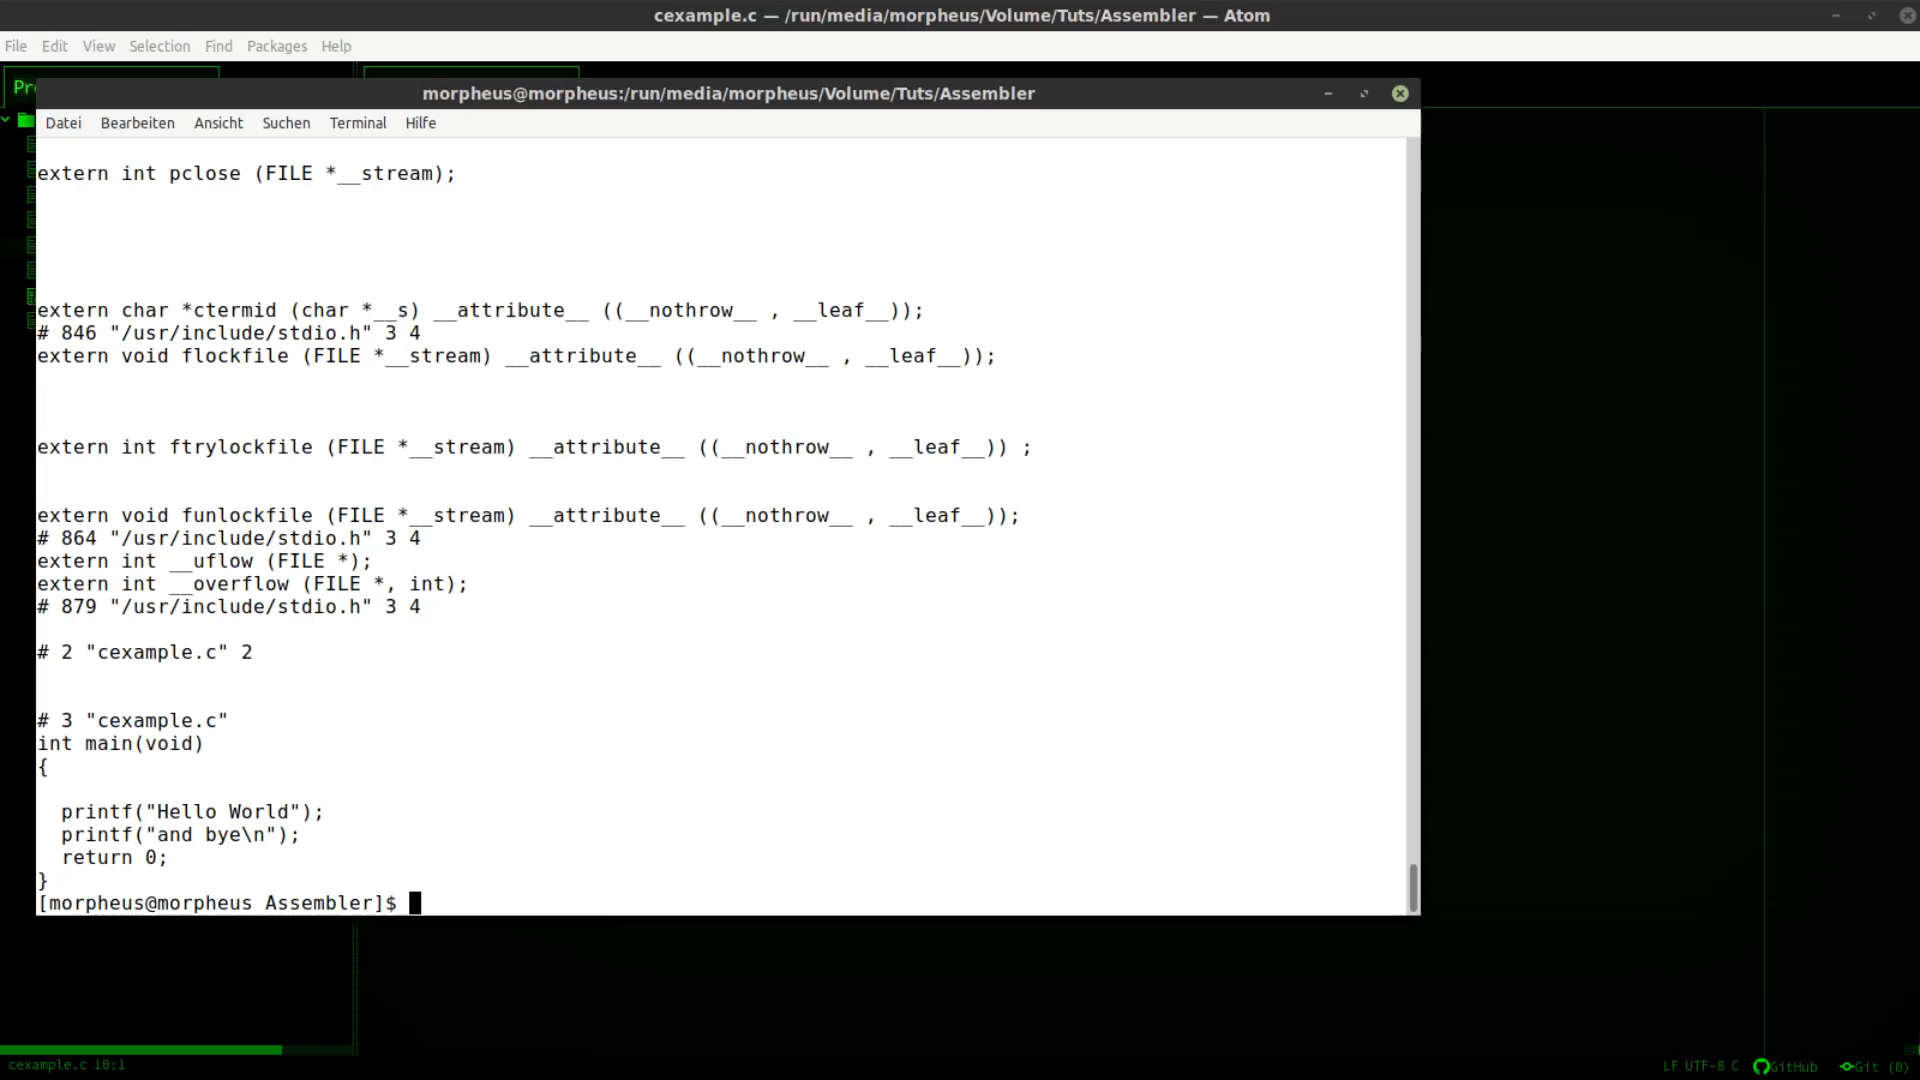 cexample.c — /run/media/morpheus/Volume/Tuts/Assembler — Atom
File Edit View Selection Find Packages Help
morpheus@morpheus:/run/media/morpheus/Volume/Tuts/Assembler
Datei Bearbeiten Ansicht Suchen Terminal Hilfe
extern int pclose (FILE *__stream);
extern char *ctermid (char *__s) __attribute__ ((__nothrow__ , __leaf__));
# 846 "/usr/include/stdio.h" 3 4
extern void flockfile (FILE *__stream) __attribute__ ((__nothrow__ , __leaf__));
extern int ftrylockfile (FILE *__stream) __attribute__ ((__nothrow__ , __leaf__)) ;
extern void funlockfile (FILE *__stream) __attribute__ ((__nothrow__ , __leaf__));
# 864 "/usr/include/stdio.h" 3 4
extern int __uflow (FILE *);
extern int __overflow (FILE *, int);
# 879 "/usr/include/stdio.h" 3 4
# 2 "cexample.c" 2
# 3 "cexample.c"
int main(void)
{
printf("Hello World");
printf("and bye\n");
return 0;
}
[morpheus@morpheus Assembler]$
cexample.c 10:1
LF UTF-8 C GitHub Git (0)